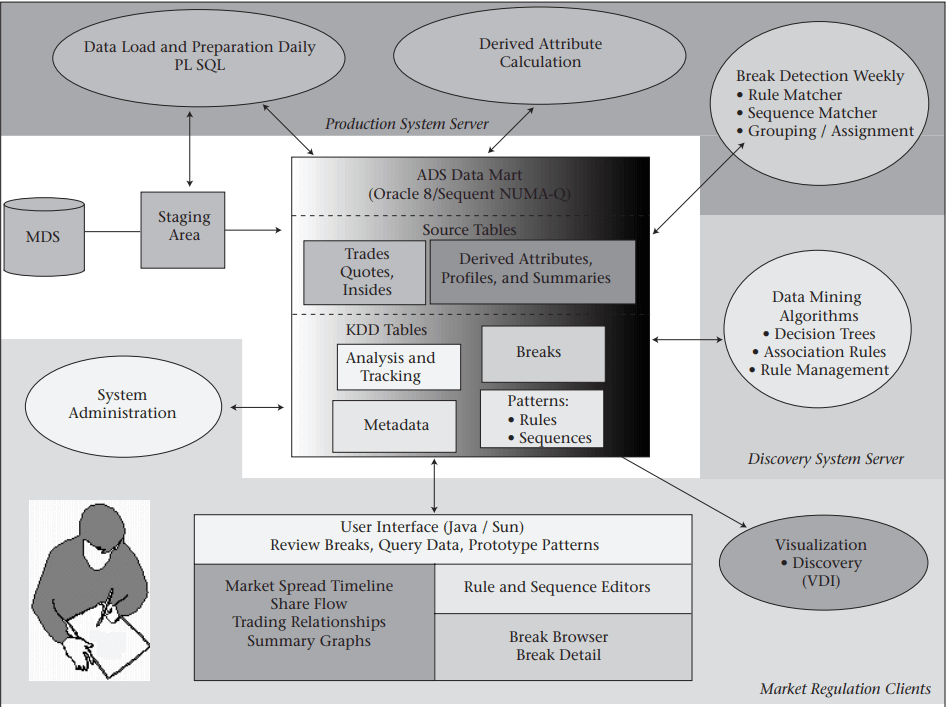 Data Load and Preparation Daily
PL SQL
Derived Attribute
Calculation
Break Detection Weekly
• Rule Matcher
• Sequence Matcher
• Grouping / Assignment
Production System Server
MDS
Staging
Area
ADS Data Mart
(Oracle 8/Sequent NUMA-Q)
Source Tables
Trades
Quotes,
Insides
Derived Attributes,
Profiles, and Summaries
KDD Tables
Analysis and
Tracking
Breaks
Metadata
Patterns:
• Rules
• Sequences
Data Mining
Algorithms
• Decision Trees
• Association Rules
• Rule Management
Discovery System Server
System
Administration
User Interface (Java / Sun)
Review Breaks, Query Data, Prototype Patterns
Market Spread Timeline
Share Flow
Trading Relationships
Summary Graphs
Rule and Sequence Editors
Break Browser
Break Detail
Visualization
• Discovery
(VDI)
Market Regulation Clients